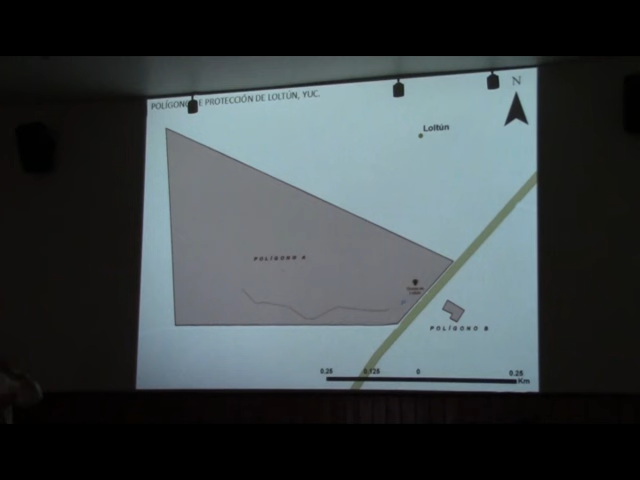 POLÍGONO DE PROTECCIÓN DE LOLTÚN, YUC.
N
Loltún
POLÍGONO A
POLÍGONO B
0.25 0.125 0 0.25
Km